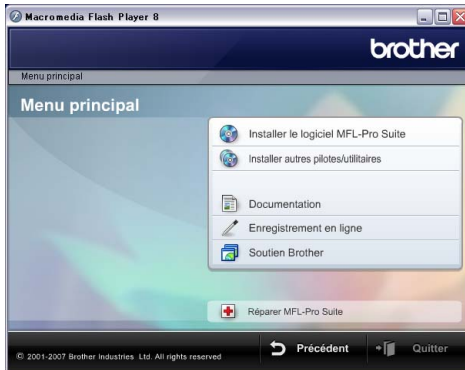 Macromedia Flash Player 8
brother
Menu principal
Menu principal
Installer le logiciel MFL-Pro Suite
Installer autres pilotes/utilitaires
Documentation
Enregistrement en ligne
Soutien Brother
Réparer MFL-Pro Suite
© 2001-2007 Brother Industries Ltd. All rights reserved
Précédent
Quitter